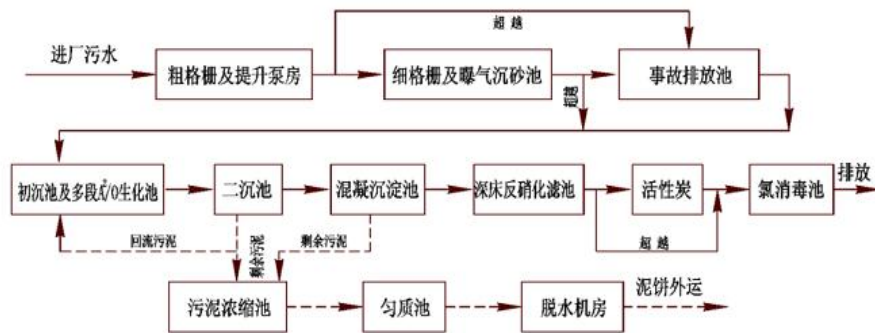 超越
进厂污水
粗格栅及提升泵房
细格栅及曝气沉砂池
事故排放池
超越
初沉池及多段A²/O生化池
二沉池
混凝沉淀池
深床反硝化滤池
活性炭
氯消毒池
排放
回流污泥
剩余污泥
剩余污泥
超越
污泥浓缩池
匀质池
脱水机房
泥饼外运